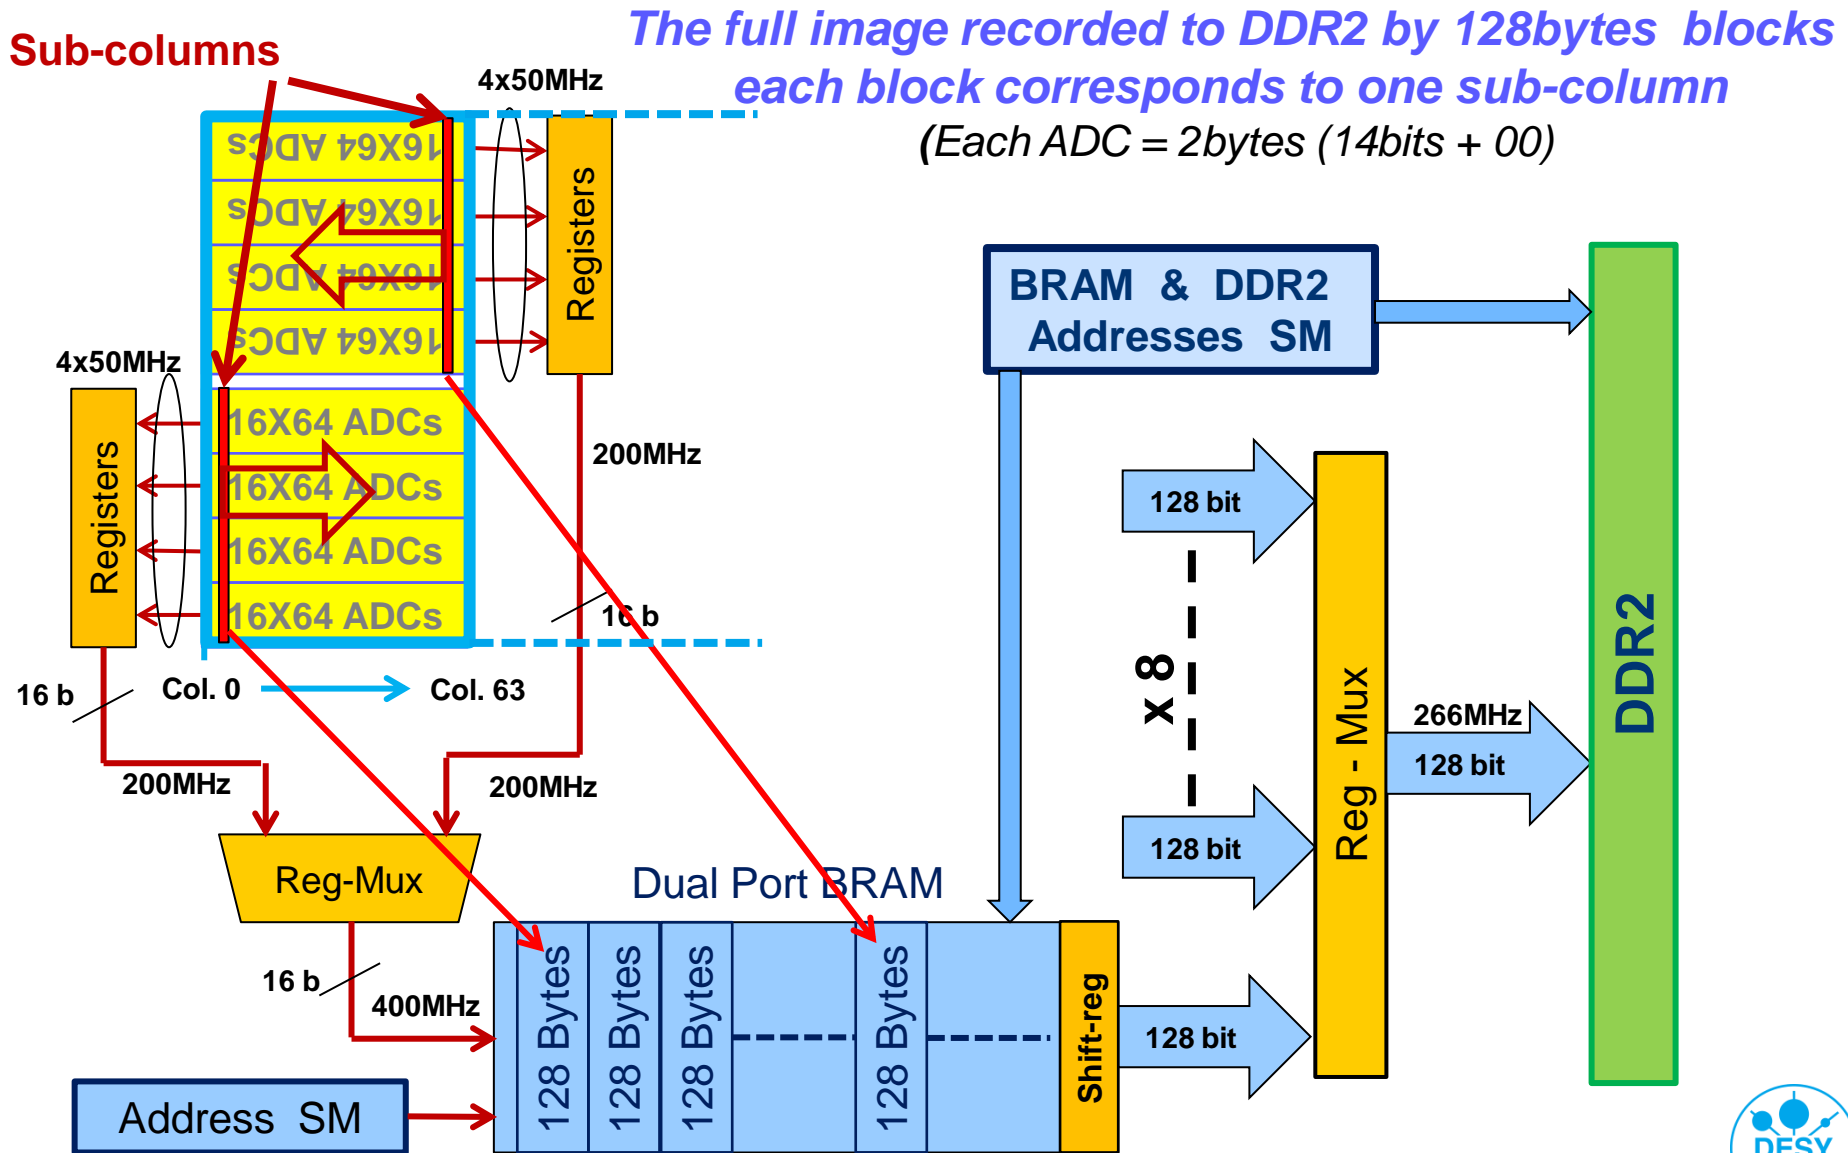 The full image recorded to DDR2 by 128bytes blocks
each block corresponds to one sub-column
(Each ADC = 2bytes (14bits + 00)
Sub-columns
4x50MHz
16X64 ADCs
16X64 ADCs
16X64 ADCs
16X64 ADCs
Registers
4x50MHz
16X64 ADCs
16X64 ADCs
16X64 ADCs
16X64 ADCs
Registers
200MHz
16 b
16 b
Col. 0
Col. 63
200MHz
200MHz
Reg-Mux
16 b
400MHz
Address SM
Dual Port BRAM
128 Bytes
128 Bytes
128 Bytes
128 Bytes
Shift-reg
BRAM & DDR2
Addresses SM
128 bit
x 8
128 bit
128 bit
Reg - Mux
266MHz
128 bit
DDR2
DESY